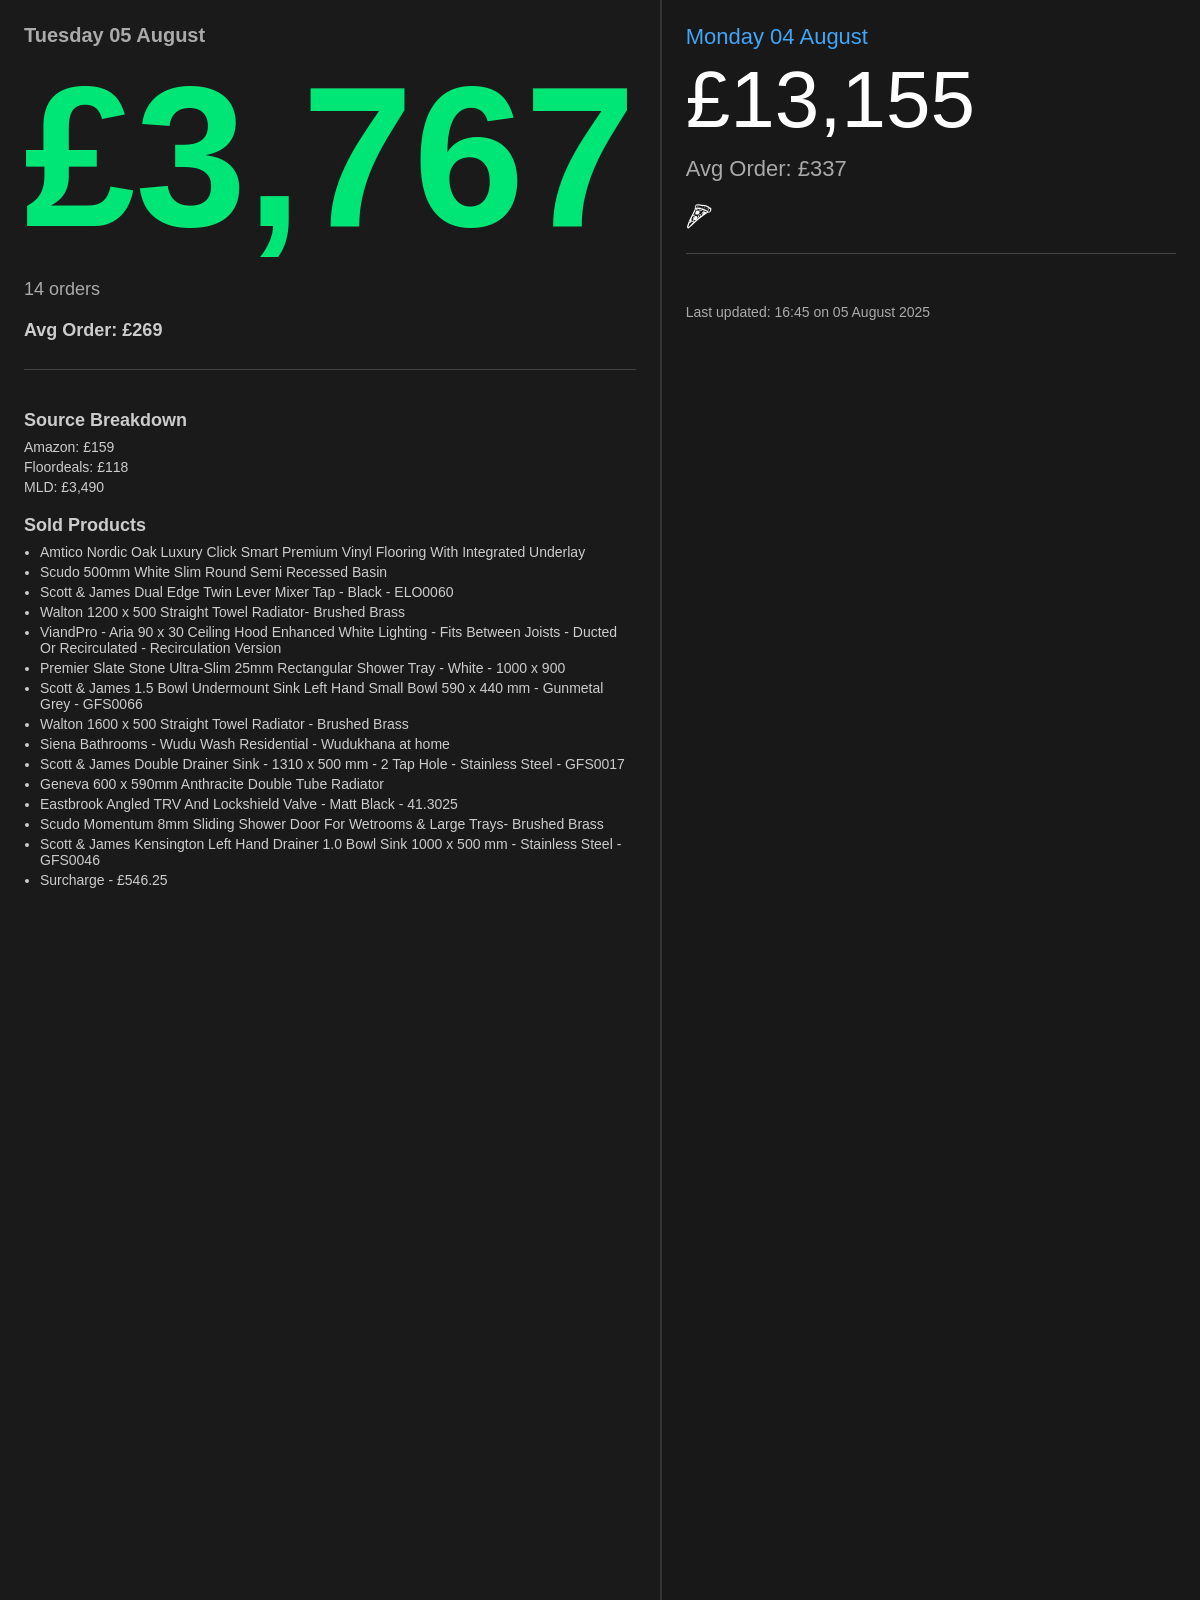 Tuesday 05 August
£3,767
14 orders
Avg Order: £269
Source Breakdown
Amazon: £159
Floordeals: £118
MLD: £3,490
Sold Products
• Amtico Nordic Oak Luxury Click Smart Premium Vinyl Flooring With Integrated Underlay
• Scudo 500mm White Slim Round Semi Recessed Basin
• Scott & James Dual Edge Twin Lever Mixer Tap - Black - ELO0060
• Walton 1200 x 500 Straight Towel Radiator- Brushed Brass
• ViandPro - Aria 90 x 30 Ceiling Hood Enhanced White Lighting - Fits Between Joists - Ducted
Or Recirculated - Recirculation Version
• Premier Slate Stone Ultra-Slim 25mm Rectangular Shower Tray - White - 1000 x 900
• Scott & James 1.5 Bowl Undermount Sink Left Hand Small Bowl 590 x 440 mm - Gunmetal
Grey - GFS0066
• Walton 1600 x 500 Straight Towel Radiator - Brushed Brass
• Siena Bathrooms - Wudu Wash Residential - Wudukhana at home
• Scott & James Double Drainer Sink - 1310 x 500 mm - 2 Tap Hole - Stainless Steel - GFS0017
• Geneva 600 x 590mm Anthracite Double Tube Radiator
• Eastbrook Angled TRV And Lockshield Valve - Matt Black - 41.3025
• Scudo Momentum 8mm Sliding Shower Door For Wetrooms & Large Trays- Brushed Brass
• Scott & James Kensington Left Hand Drainer 1.0 Bowl Sink 1000 x 500 mm - Stainless Steel -
GFS0046
• Surcharge - £546.25
Monday 04 August
£13,155
Avg Order: £337
Last updated: 16:45 on 05 August 2025